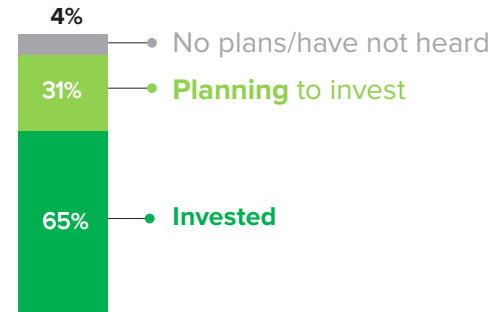 4%
No plans/have not heard
31%
Planning to invest
65%
Invested